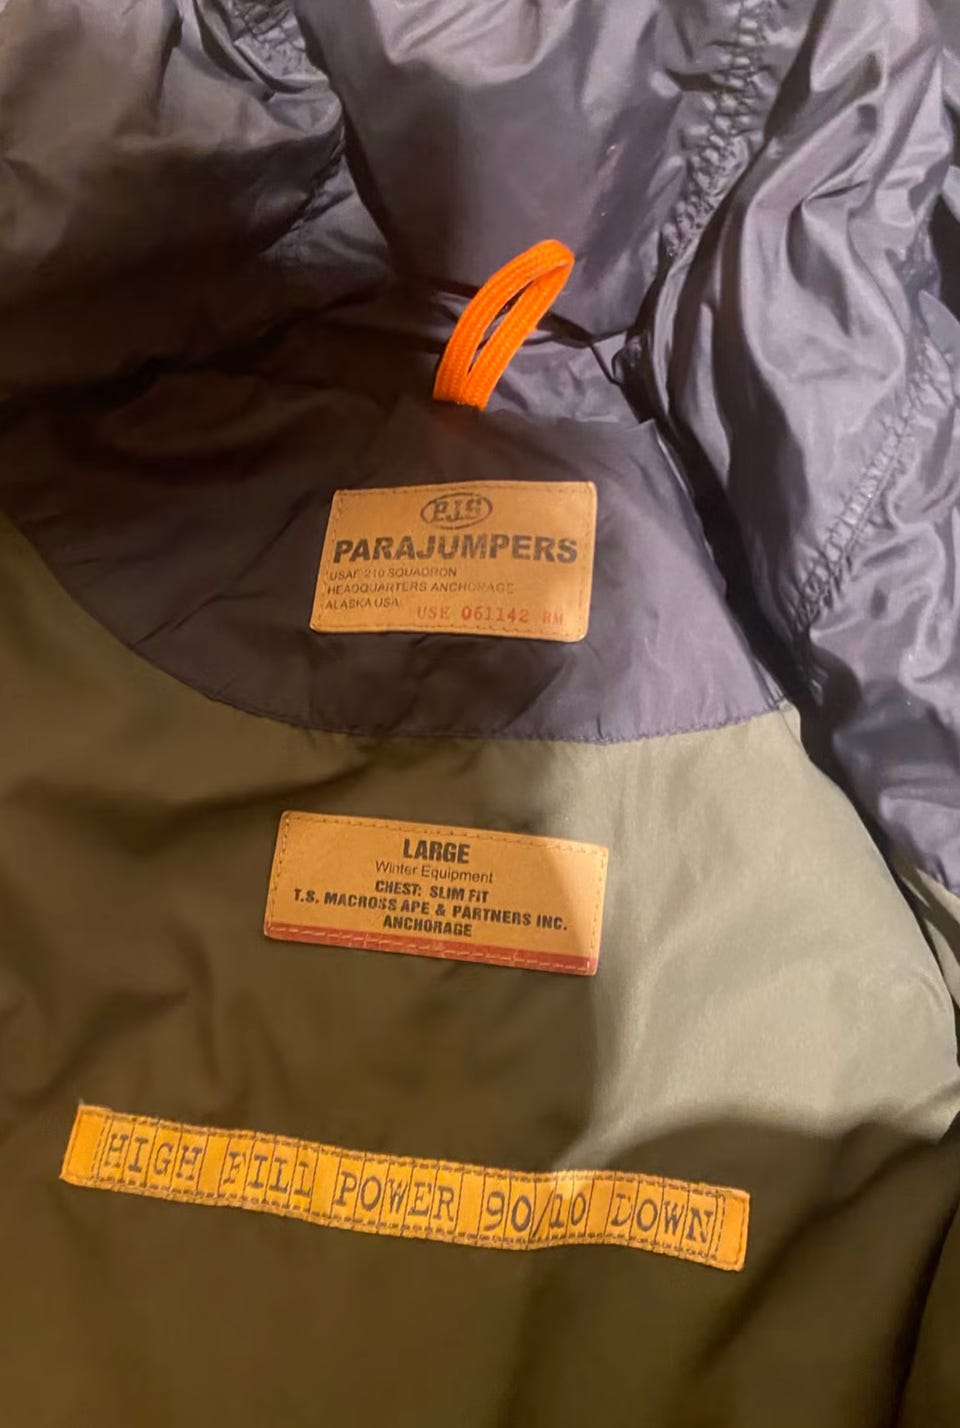 PJS
PARAJUMPERS
USAF 210 SQUADRON
HEADQUARTERS ANCHORAGE
ALASKA USA
USE 061142 RM
LARGE
Winter Equipment
CHEST: SLIM FIT
T.S. MACROSS APE & PARTNERS INC.
ANCHORAGE
HIGH FILL POWER 90/10 DOWN